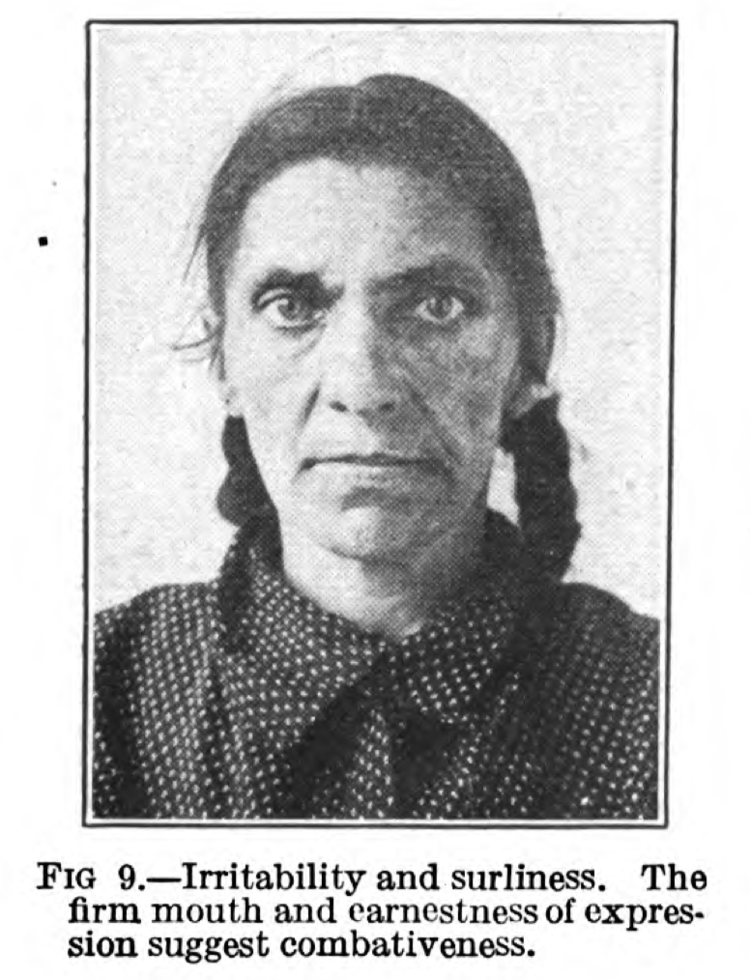 FIG 9.—Irritability and surliness. The
firm mouth and earnestness of expres-
sion suggest combativeness.